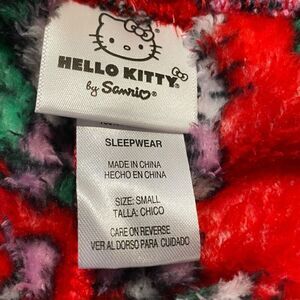 HELLO KITTY®
by Sanrio®
SLEEPWEAR
MADE IN CHINA
HECHO EN CHINA
SIZE: SMALL
TALLA: CHICO
CARE ON REVERSE
VER AL DORSO PARA CUIDADO